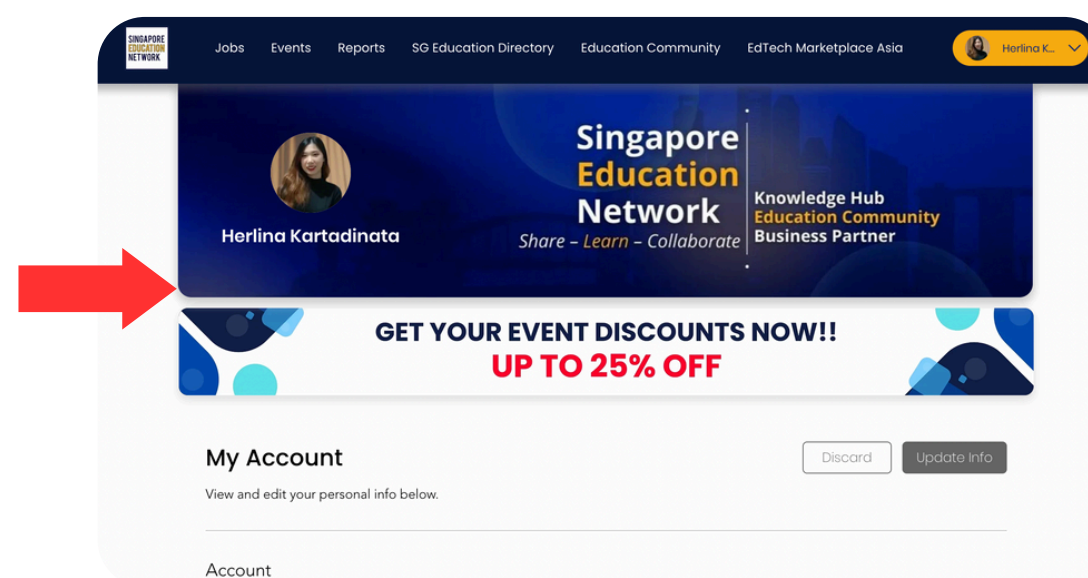 SINGAPORE
EDUCATION
NETWORK
Jobs Events Reports SG Education Directory Education Community EdTech Marketplace Asia Herlina K...
Herlina Kartadinata
Singapore
Education
Network
Share – Learn – Collaborate
Knowledge Hub
Education Community
Business Partner
GET YOUR EVENT DISCOUNTS NOW!!
UP TO 25% OFF
My Account
Discard Update Info
View and edit your personal info below.
Account